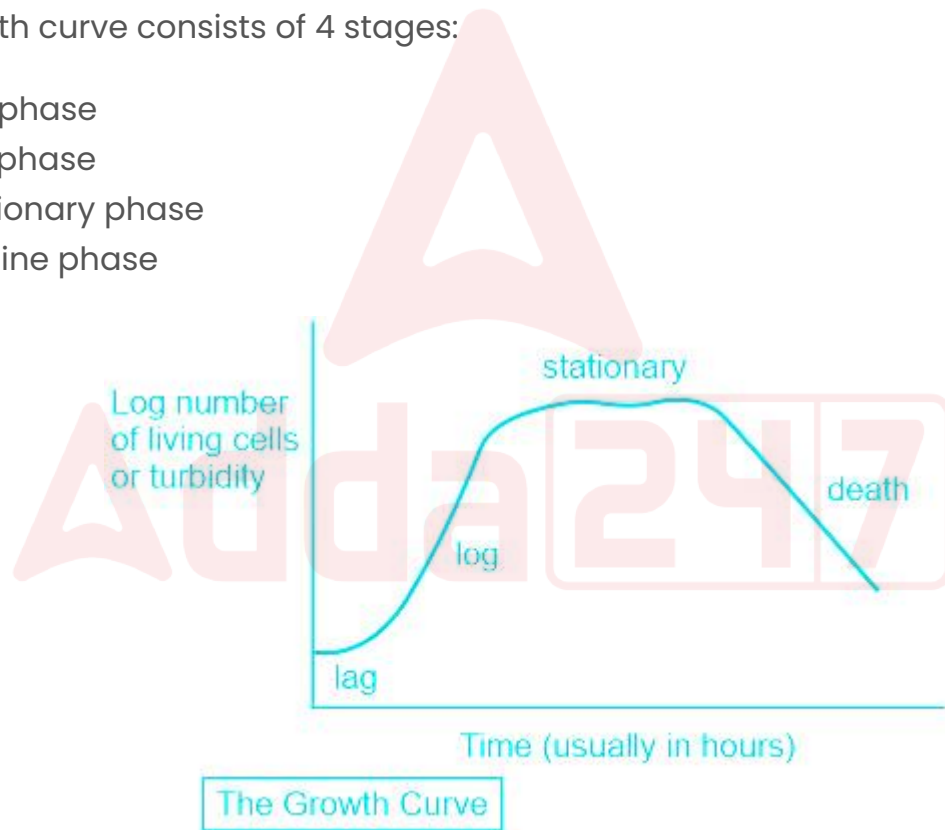 th curve consists of 4 stages:
phase
phase
ionary phase
ine phase
stationary
Log number
of living cells
or turbidity
death
log
lag
Time (usually in hours)
The Growth Curve
Adda247